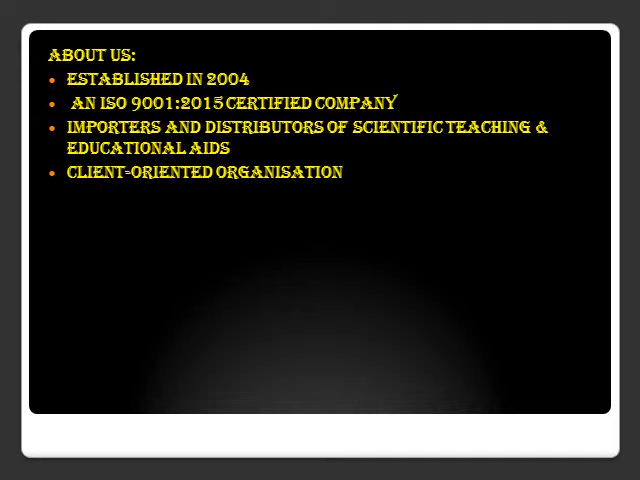 ABOUT US:
• ESTABLISHED IN 2004
• AN ISO 9001:2015 CERTIFIED COMPANY
• IMPORTERS AND DISTRIBUTORS OF SCIENTIFIC TEACHING &
EDUCATIONAL AIDS
• CLIENT-ORIENTED ORGANISATION